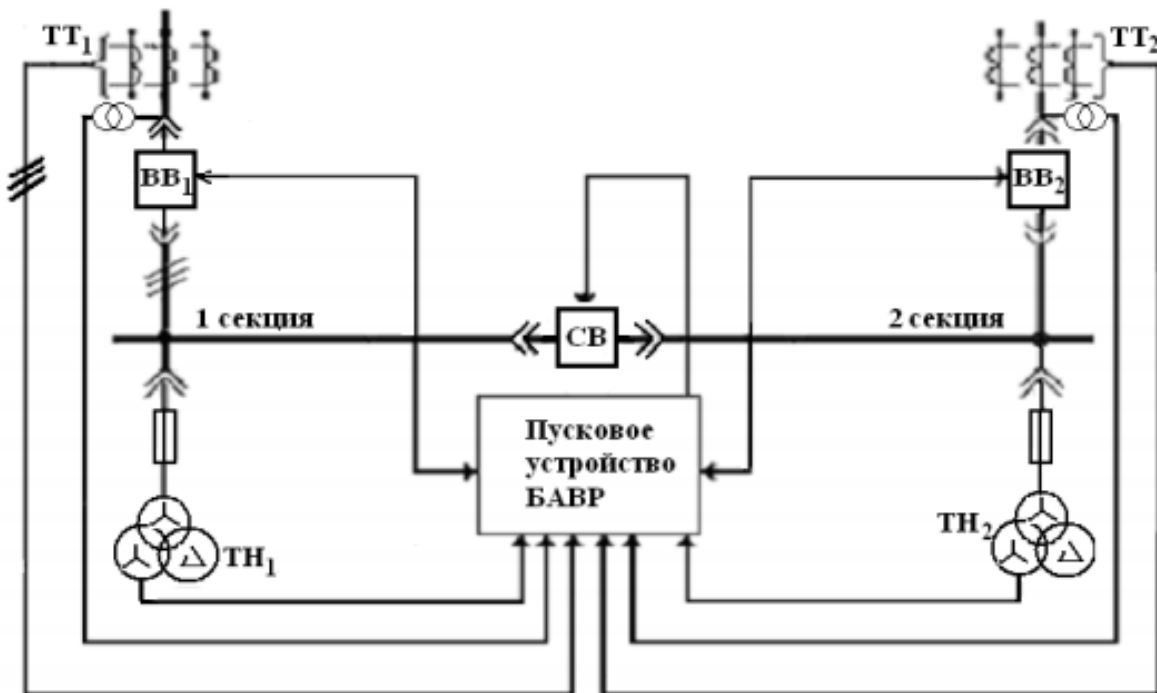 ТТ1
ТТ2
ВВ1
ВВ2
1 секция
СВ
2 секция
Пусковое
устройство
БАВР
ТН1
ТН2